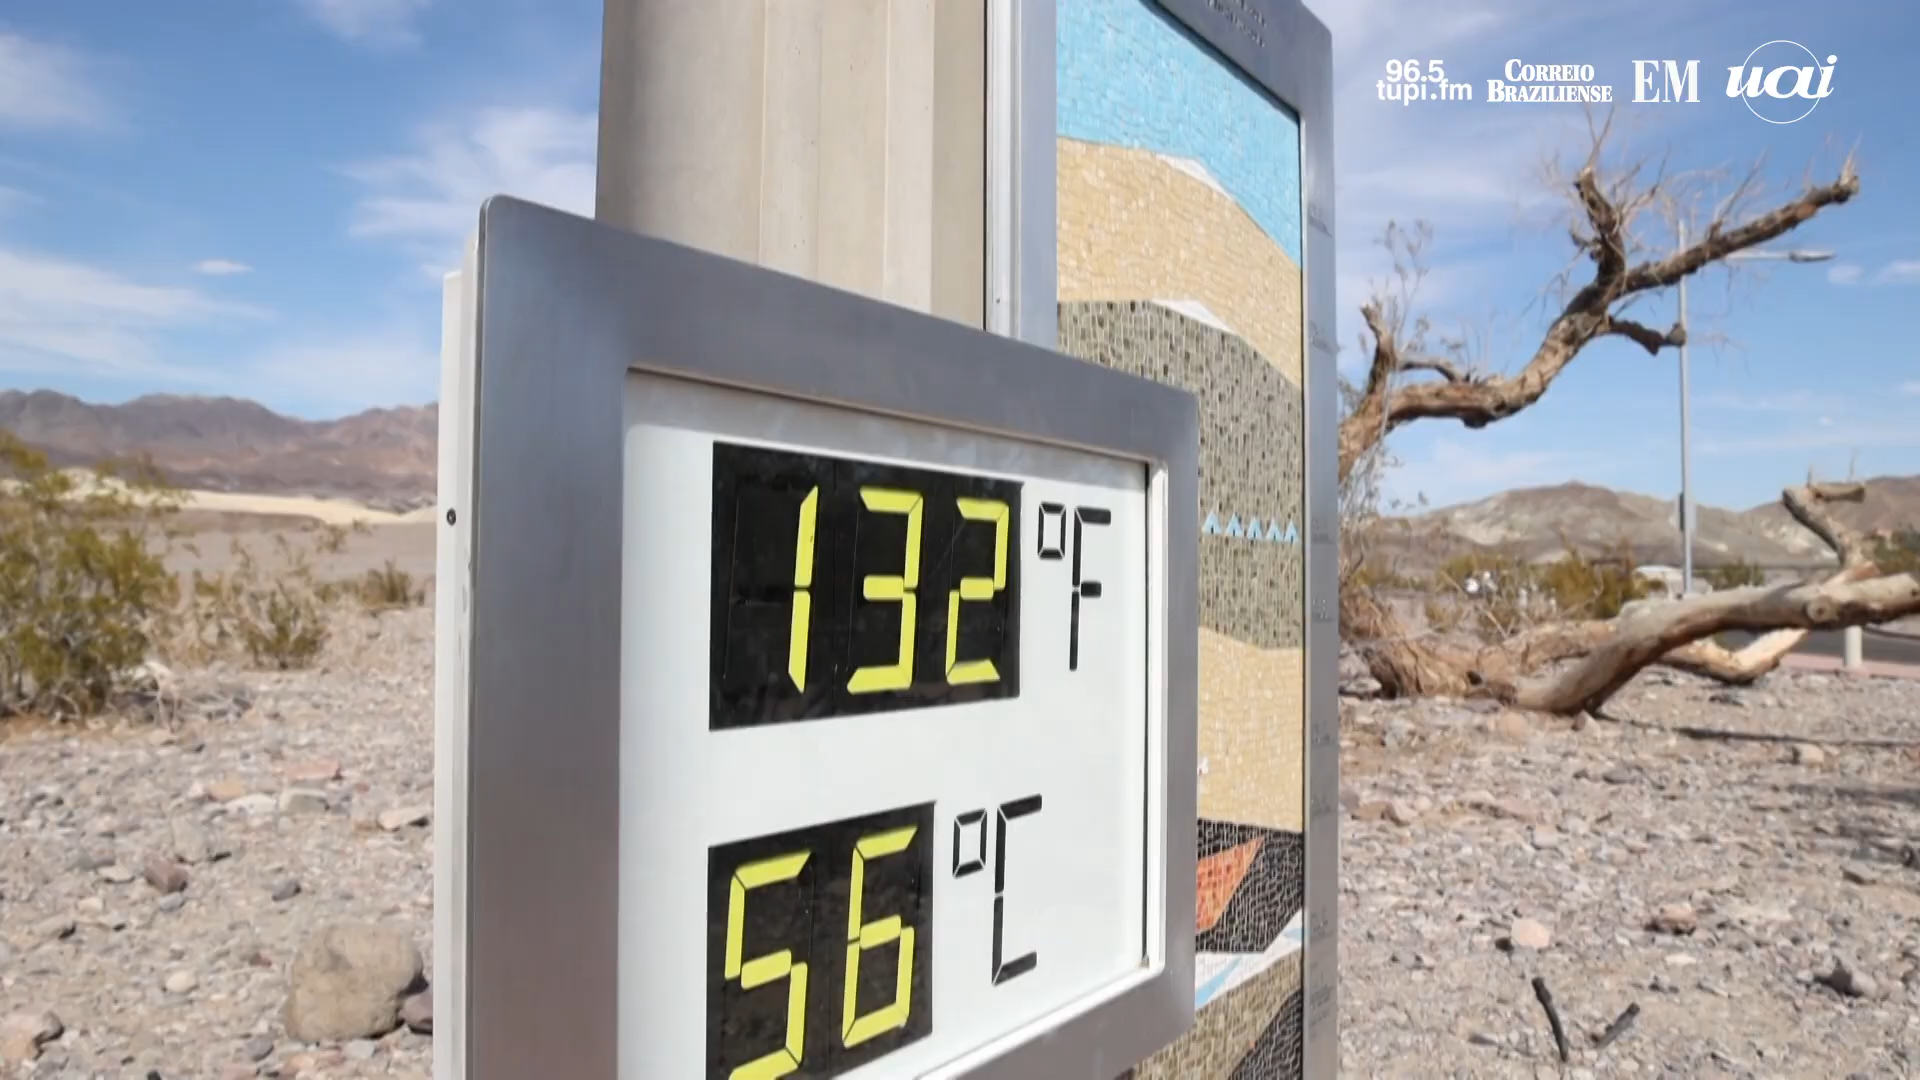 96.5
tupi.fm
CORREIO
BRAZILIENSE
EM
uai
132 °F
56 °C